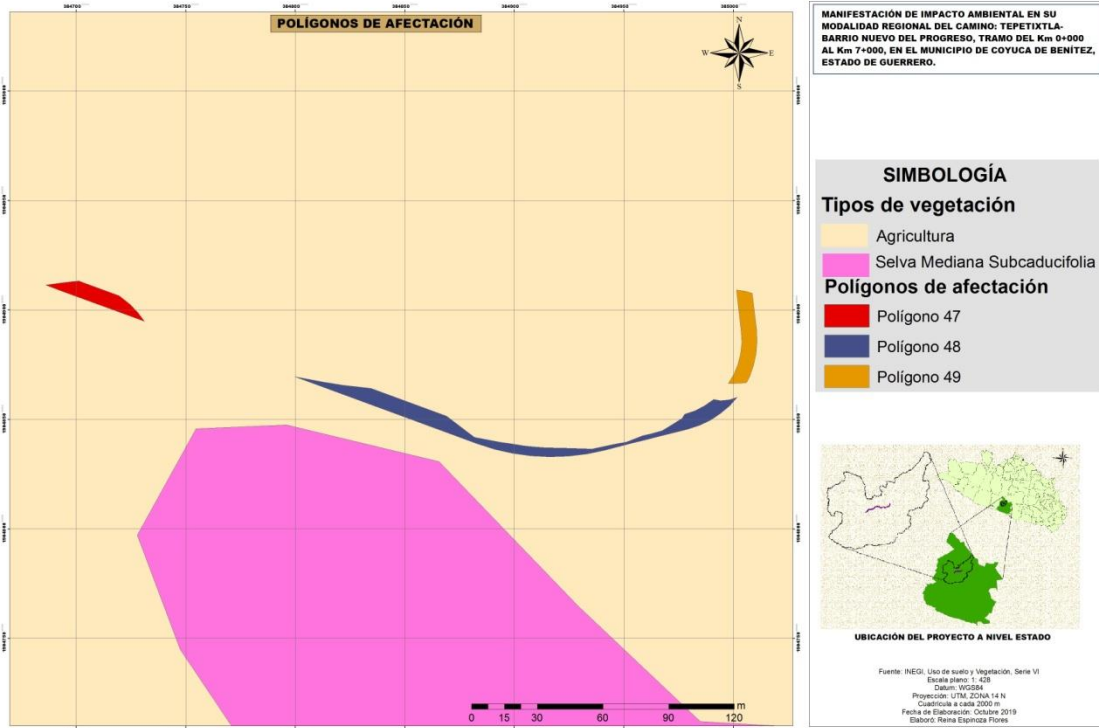 POLÍGONOS DE AFECTACIÓN
N
W
E
S
0 15 30 60 90 120
m
MANIFESTACIÓN DE IMPACTO AMBIENTAL EN SU
MODALIDAD REGIONAL DEL CAMINO: TEPETIXTLA-
BARRIO NUEVO DEL PROGRESO, TRAMO DEL Km 0+000
AL Km 7+000, EN EL MUNICIPIO DE COYUCA DE BENÍTEZ,
ESTADO DE GUERRERO.
SIMBOLOGÍA
Tipos de vegetación
Agricultura
Selva Mediana Subcaducifolia
Polígonos de afectación
Polígono 47
Polígono 48
Polígono 49
UBICACIÓN DEL PROYECTO A NIVEL ESTADO
Fuente: INEGI, Uso de suelo y Vegetación, Serie VI
Escala plano: 1: 428
Datum: WGS84
Proyección: UTM, ZONA 14 N
Cuadrícula a cada 2000 m
Fecha de Elaboración: Octubre 2019
Elaboró: Reina Espinoza Flores